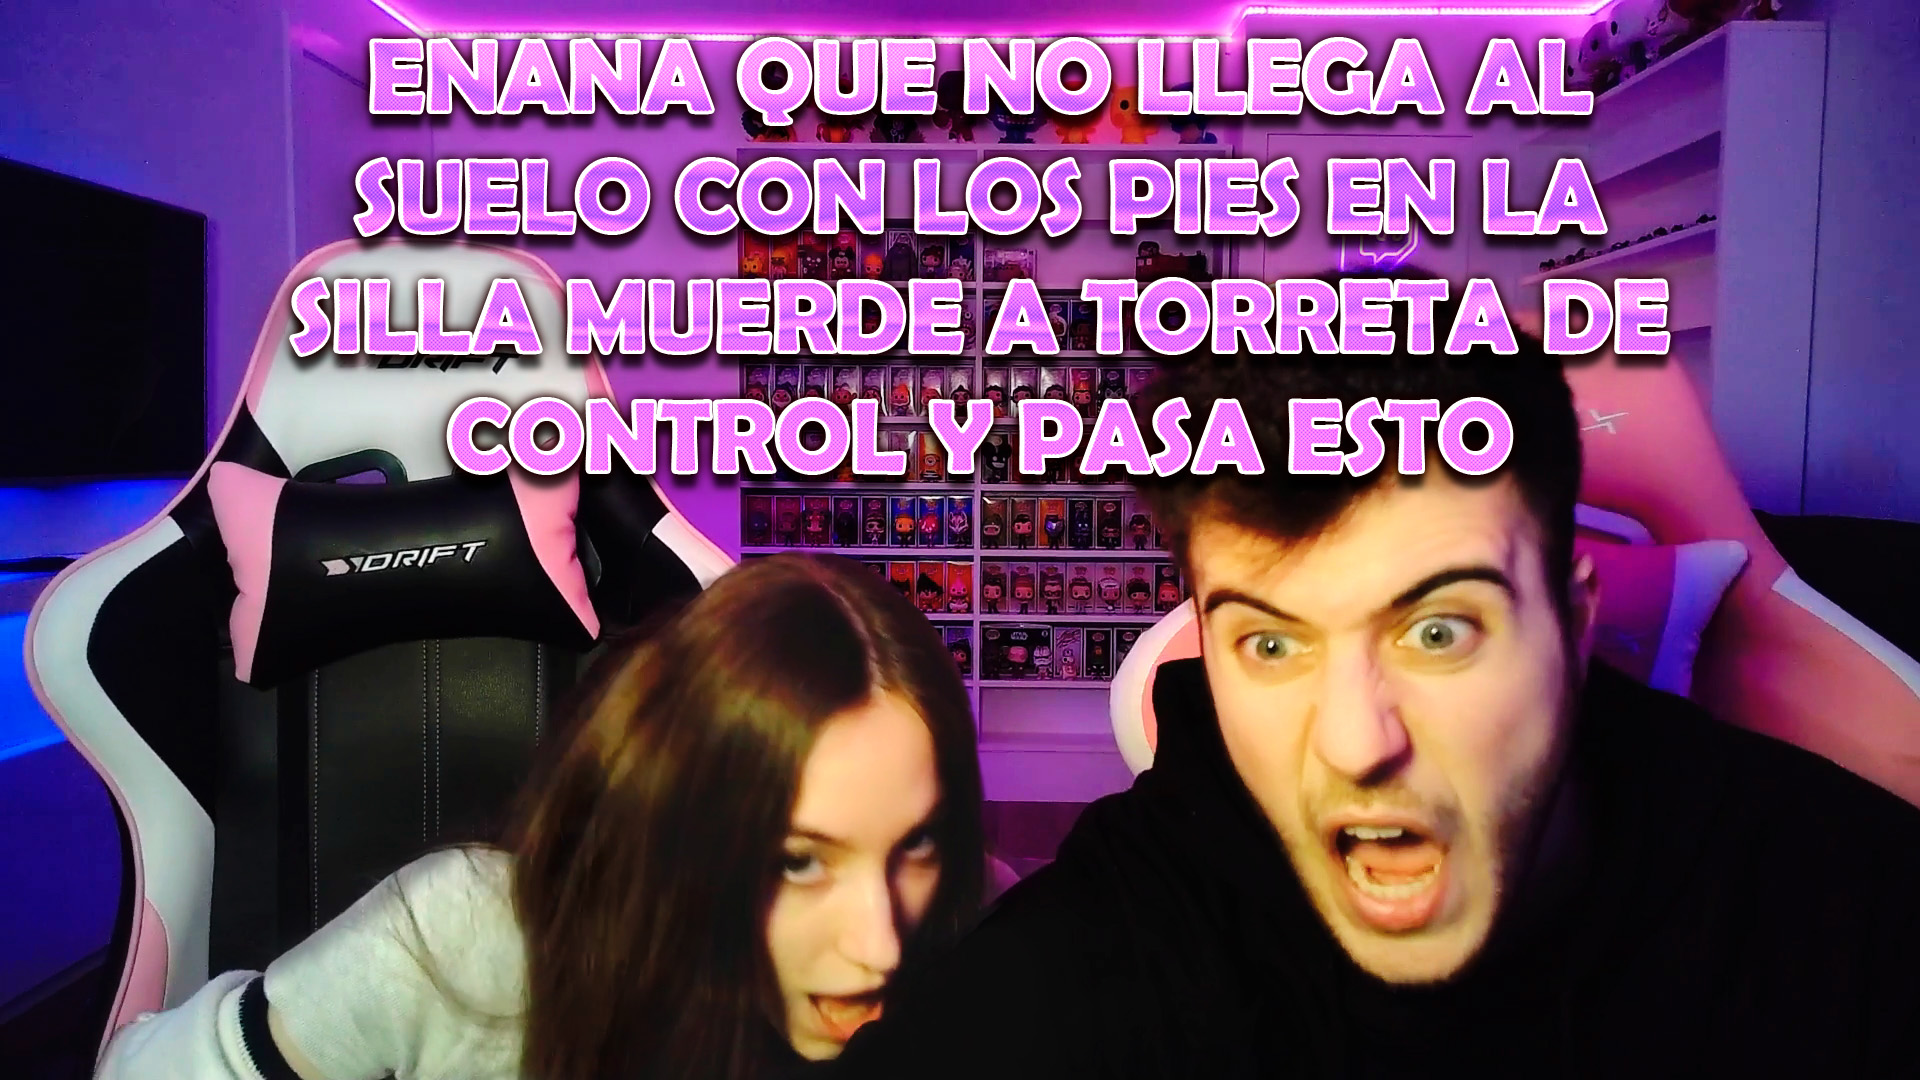 ENANA QUE NO LLEGA AL
SUELO CON LOS PIES EN LA
SILLA MUERDE A TORRETA DE
CONTROL Y PASA ESTO
DRIFT
DRIFT